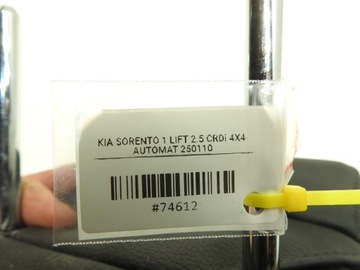 KIA SORENTO 1 LIFT 2.5 CRDi 4X4
AUTOMAT 250110
#74612